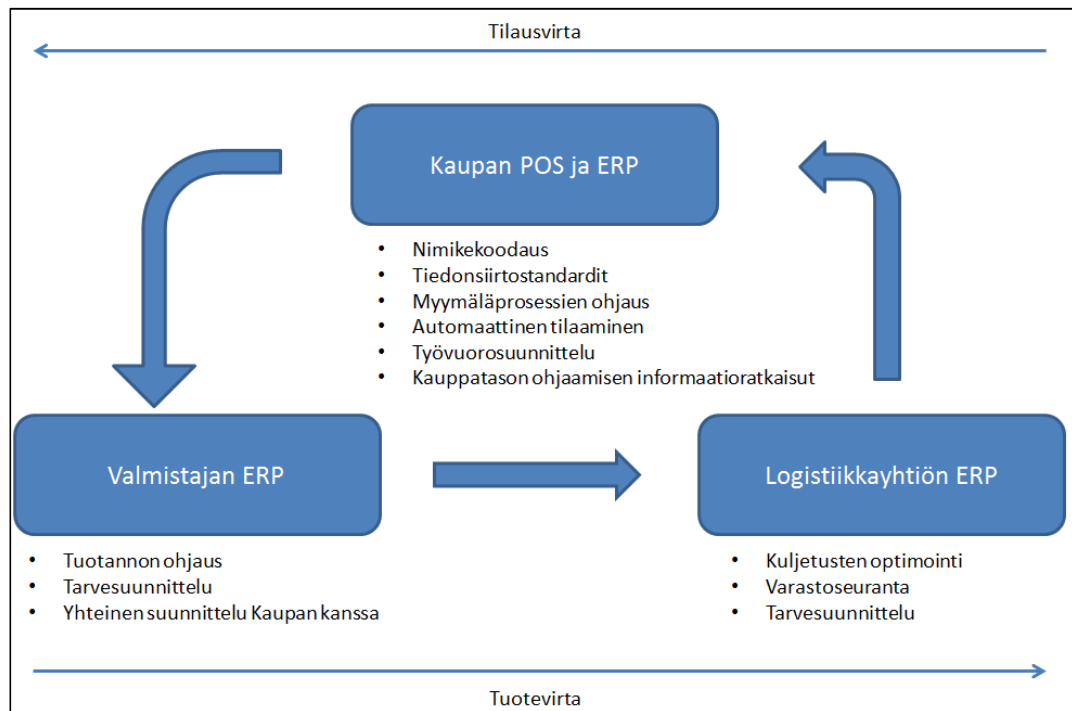 Tilausvirta
Kaupan POS ja ERP
• Nimikekoodaus
• Tiedonsiirtostandardit
• Myymäläprosessien ohjaus
• Automaattinen tilaaminen
• Työvuorosuunnittelu
• Kauppatason ohjaamisen informaatioratkaisut
Valmistajan ERP
• Tuotannon ohjaus
• Tarvesuunnittelu
• Yhteinen suunnittelu Kaupan kanssa
Logistiikkayhtiön ERP
• Kuljetusten optimointi
• Varastoseuranta
• Tarvesuunnittelu
Tuotevirta